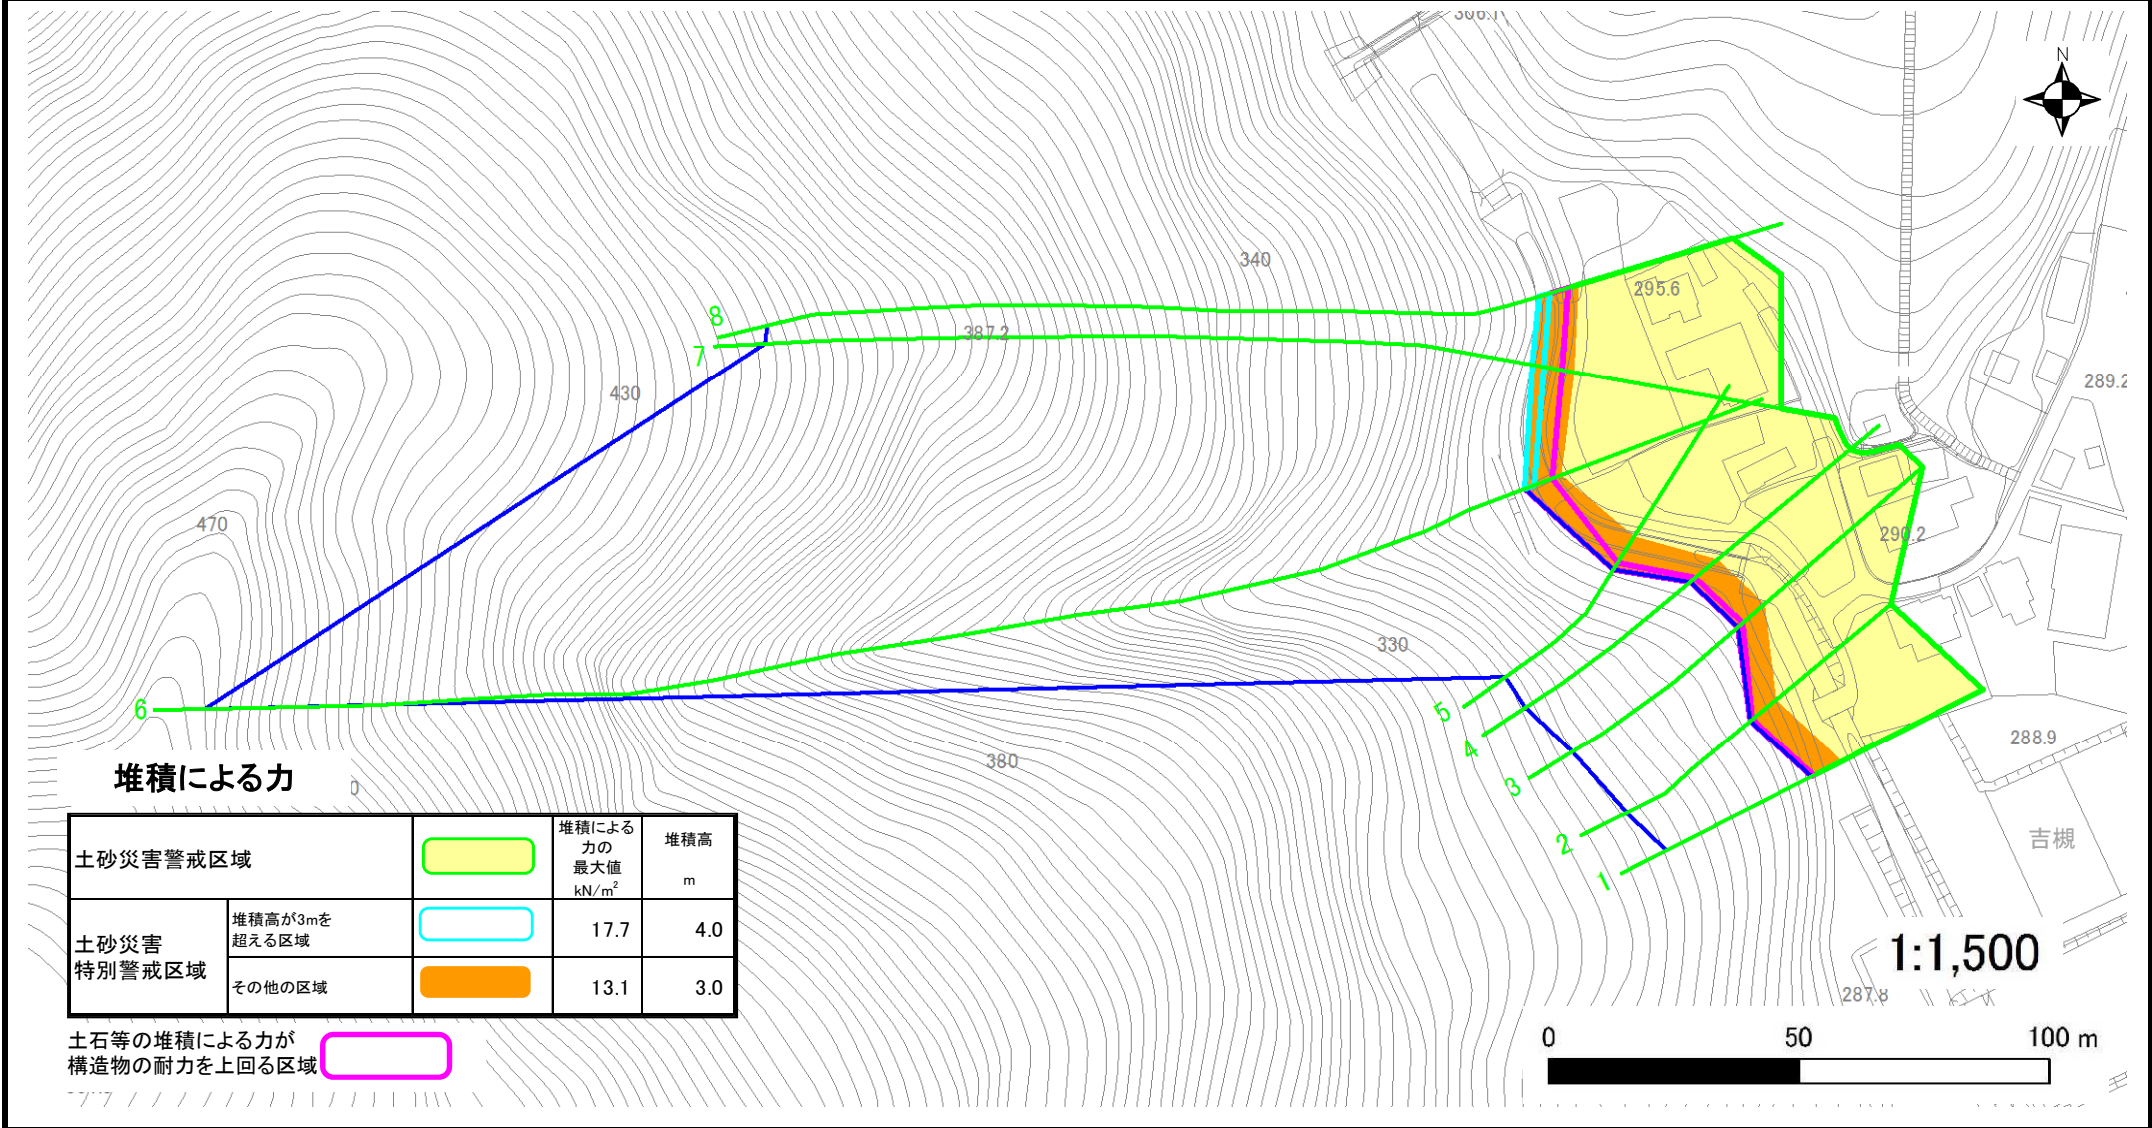 306.1
N
340
295.6
8
387.2
7
289.2
430
470
290.2
330
6
5
4
380
288.9
3
2
1
吉槻
堆積による力
0
堆積による
力の
最大値
kN/m²
堆積高
m
土砂災害警戒区域
土砂災害
特別警戒区域
堆積高が3mを
超える区域
17.7
4.0
その他の区域
13.1
3.0
土石等の堆積による力が
構造物の耐力を上回る区域
1:1,500
287.8
0
50
100 m